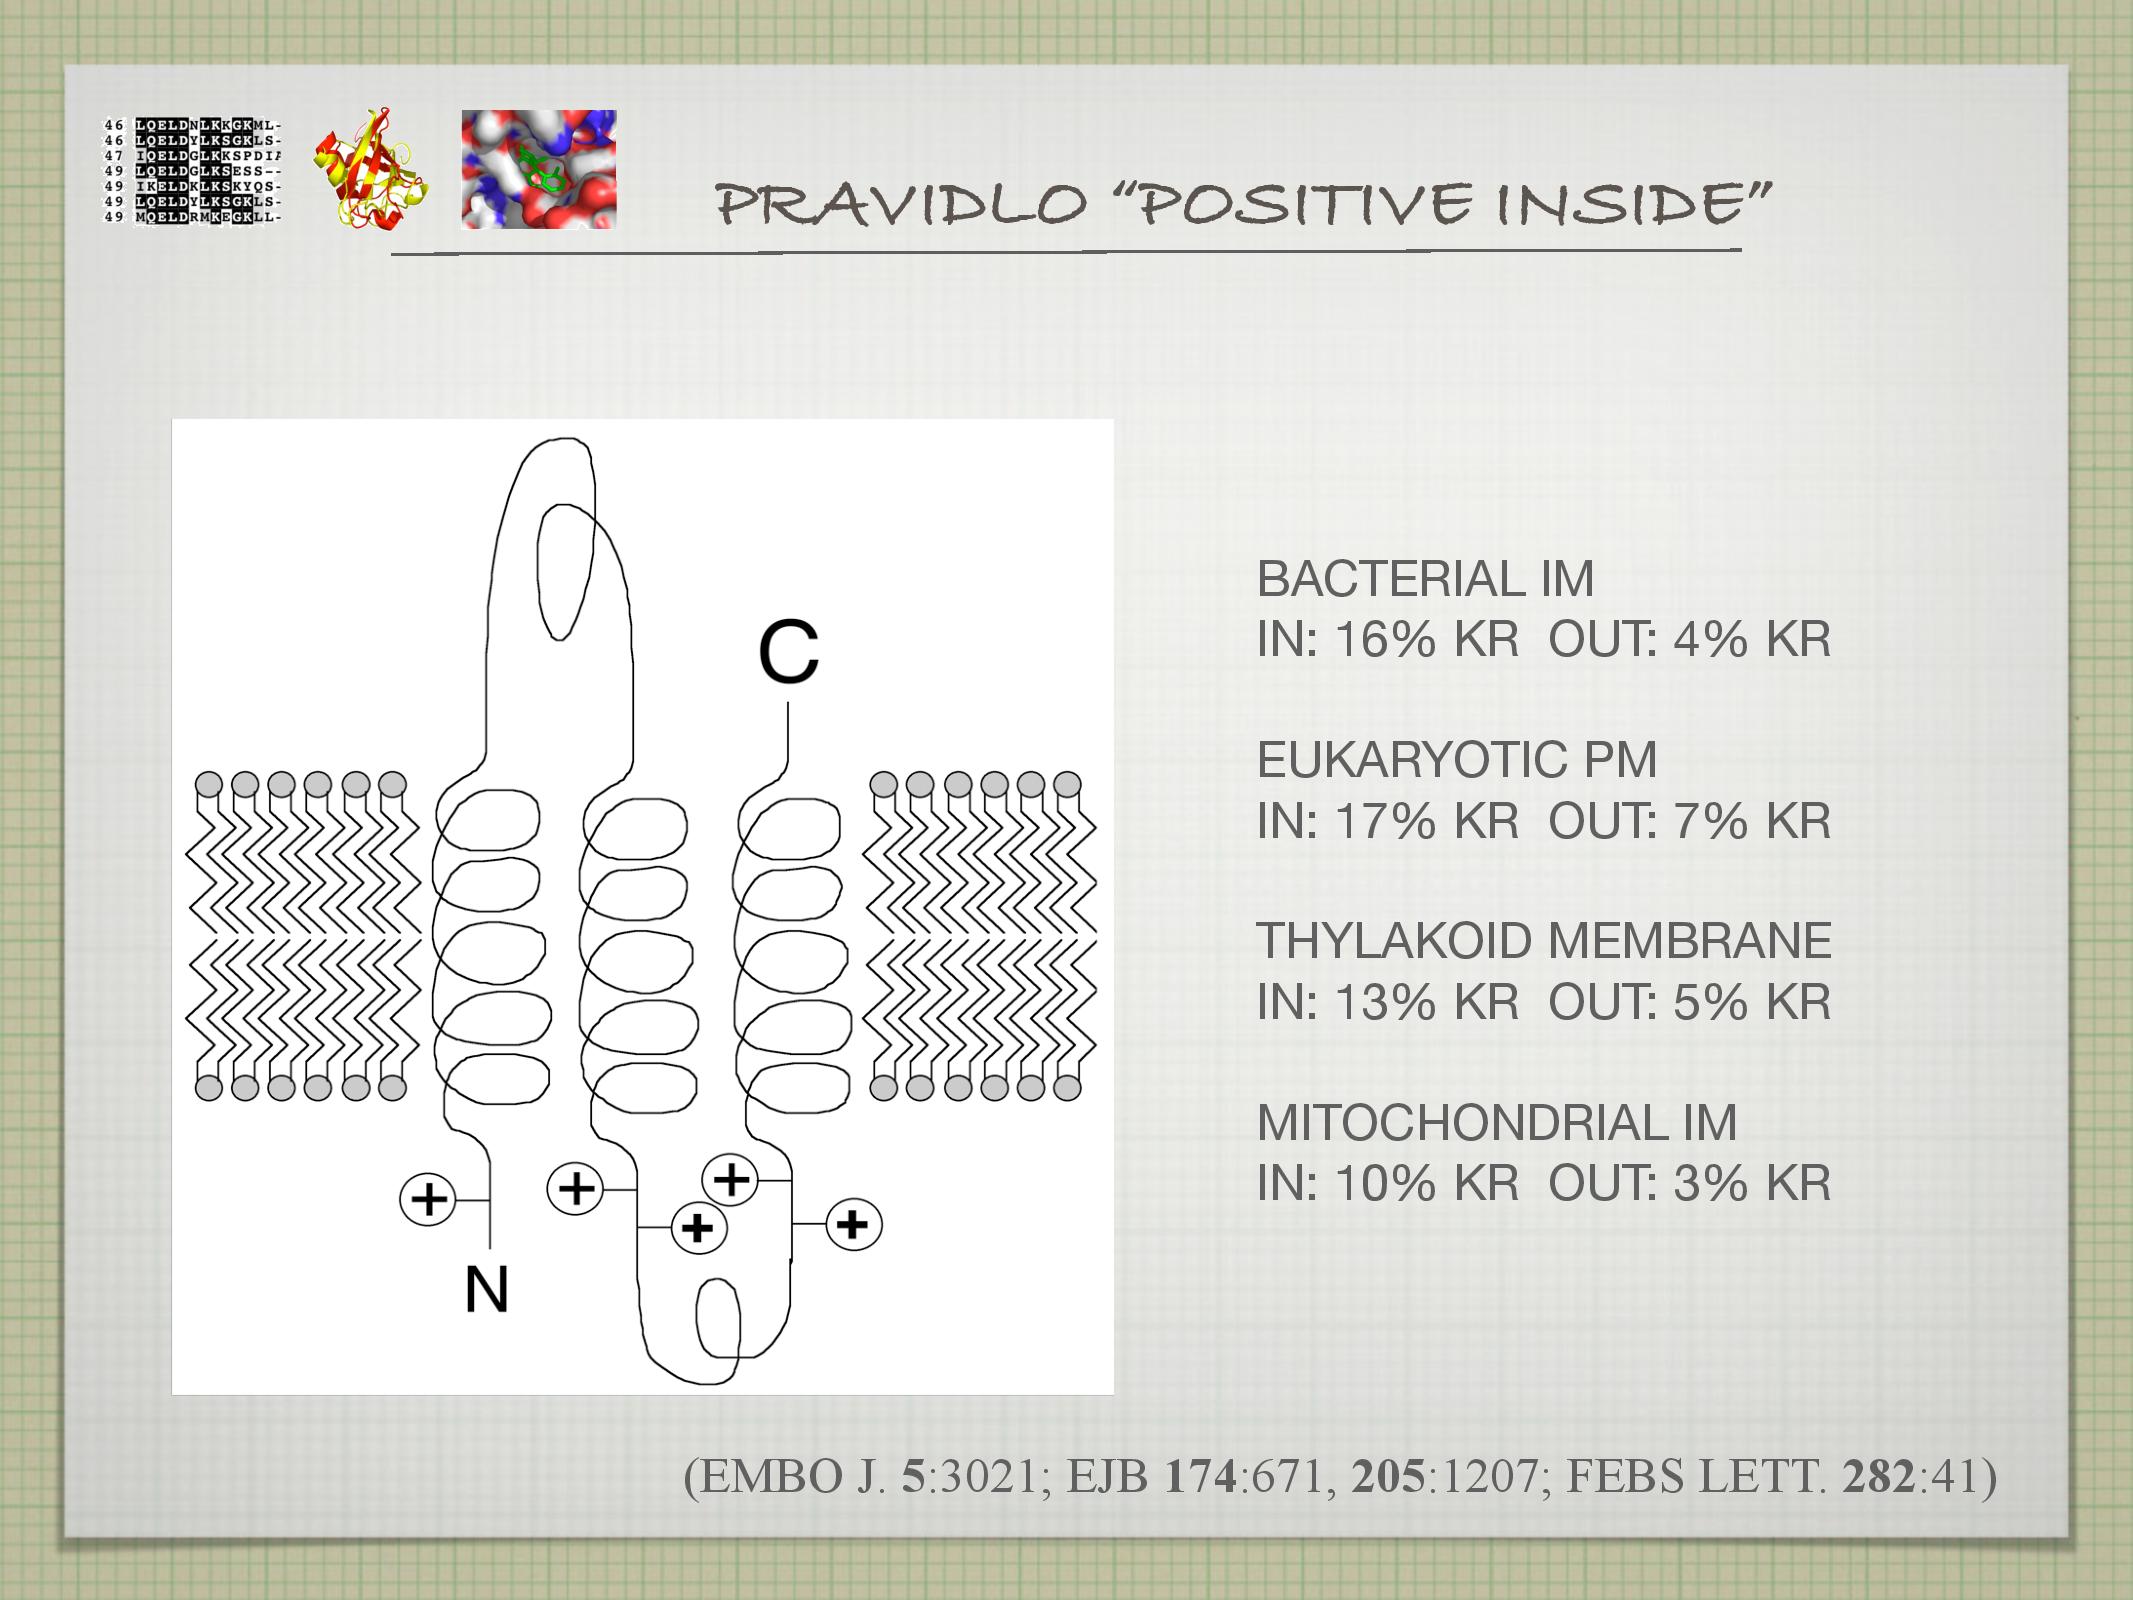 46 LQELDNLKKGKML-
46 LQELDYLKSGKLS-
47 IQELDGLKKSPDI
49 LQELDGLKSESS--
49 IKELDKLKSKYQS-
49 LQELDYLKSGKLS-
49 MQELDRMKEGKLL-
PRAVIDLO “POSITIVE INSIDE”
C
N
+
+
+
+
+
BACTERIAL IM
IN: 16% KR OUT: 4% KR
EUKARYOTIC PM
IN: 17% KR OUT: 7% KR
THYLAKOID MEMBRANE
IN: 13% KR OUT: 5% KR
MITOCHONDRIAL IM
IN: 10% KR OUT: 3% KR
(EMBO J. 5:3021; EJB 174:671, 205:1207; FEBS LETT. 282:41)